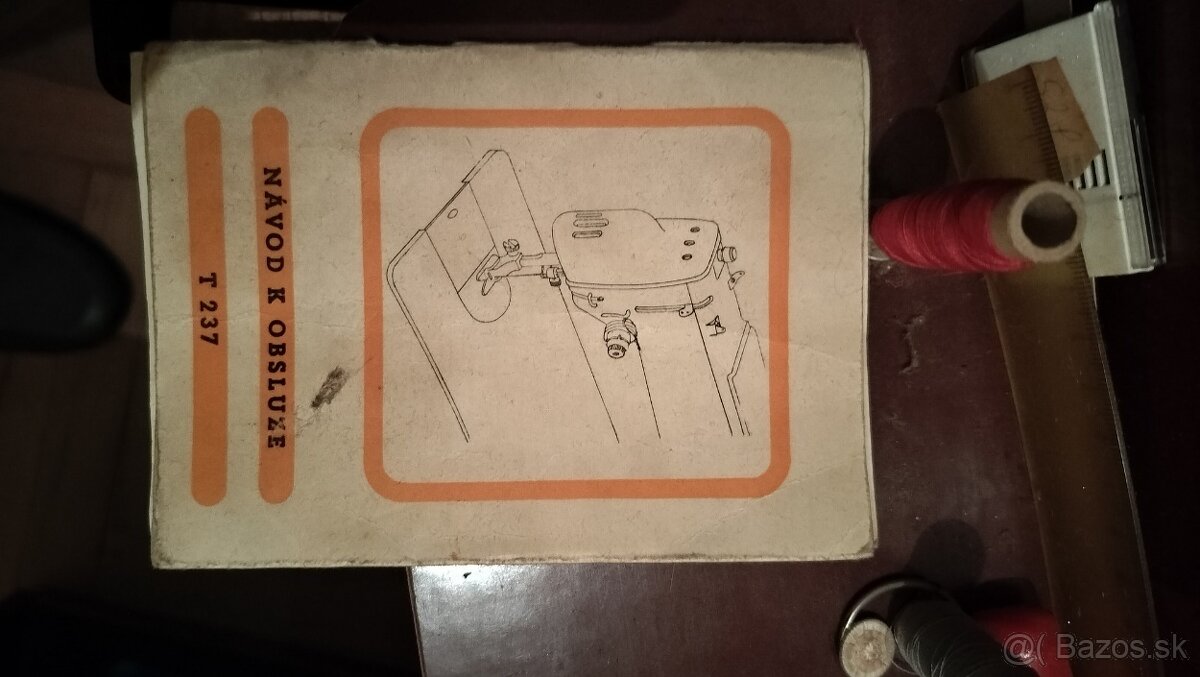 NÁVOD K OBSLUZE
T 237
@( Bazos.sk